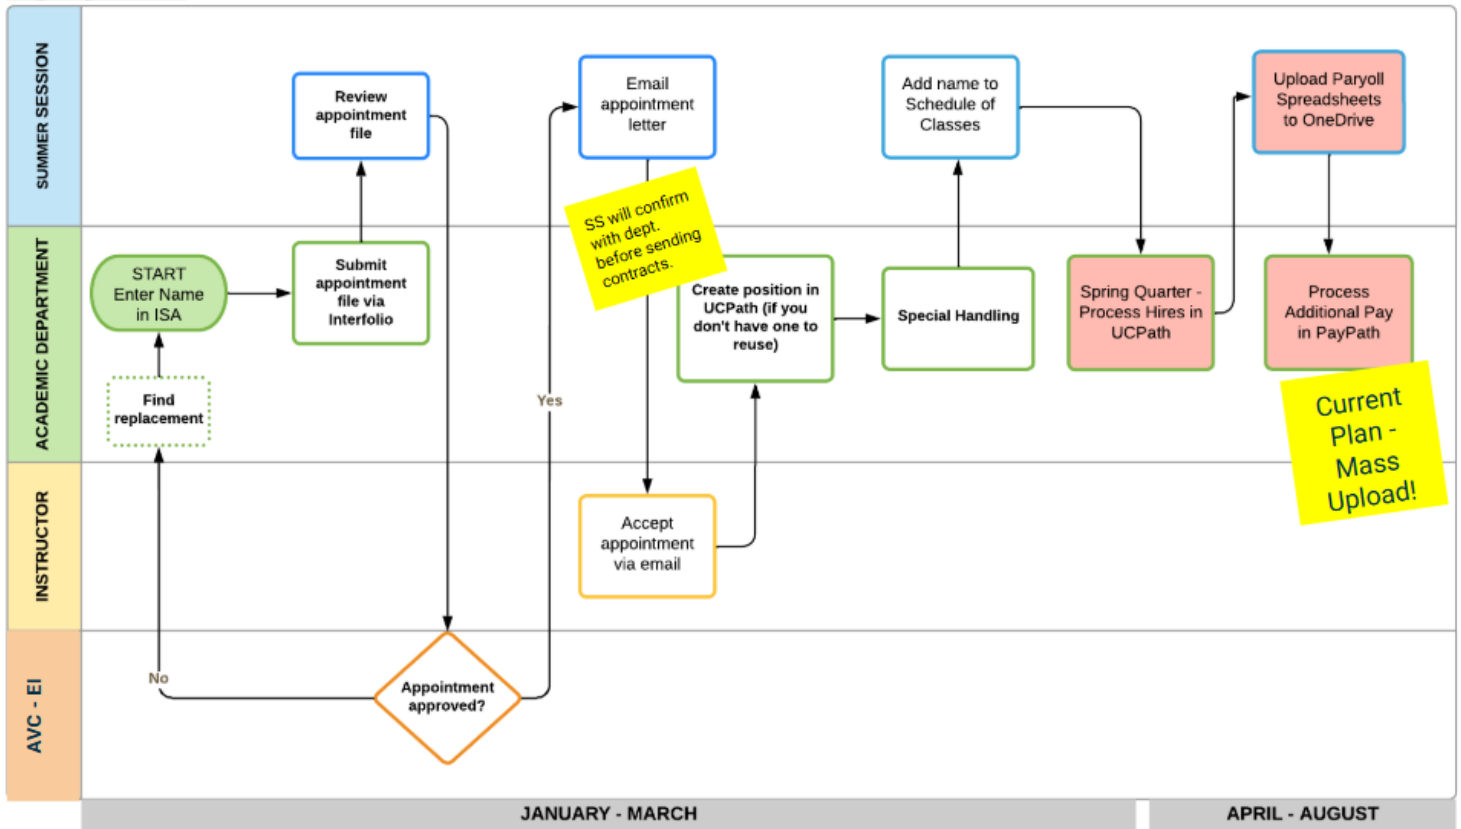 SUMMER SESSION
Review
appointment
file
Email
appointment
letter
Add name to
Schedule of
Classes
Upload Paryoll
Spreadsheets
to OneDrive
SS will confirm
with dept.
before sending
contracts.
ACADEMIC DEPARTMENT
START
Enter Name
in ISA
Submit
appointment
file via
Interfolio
Create position in
UCPath (if you
don't have one to
reuse)
Special Handling
Spring Quarter -
Process Hires in
UCPath
Process
Additional Pay
in PayPath
Find
replacement
Yes
Current
Plan -
Mass
Upload!
INSTRUCTOR
Accept
appointment
via email
AVC - EI
No
Appointment
approved?
JANUARY - MARCH
APRIL - AUGUST